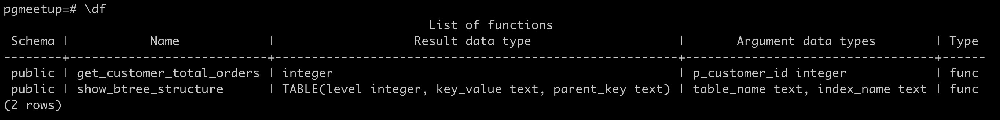 pgmeetup=# \df
                                                   List of functions
 Schema |           Name            |                   Result data type                    |       Argument data types        | Type
--------+---------------------------+-------------------------------------------------------+----------------------------------+------
 public | get_customer_total_orders | integer                                               | p_customer_id integer            | func
 public | show_btree_structure      | TABLE(level integer, key_value text, parent_key text) | table_name text, index_name text | func
(2 rows)